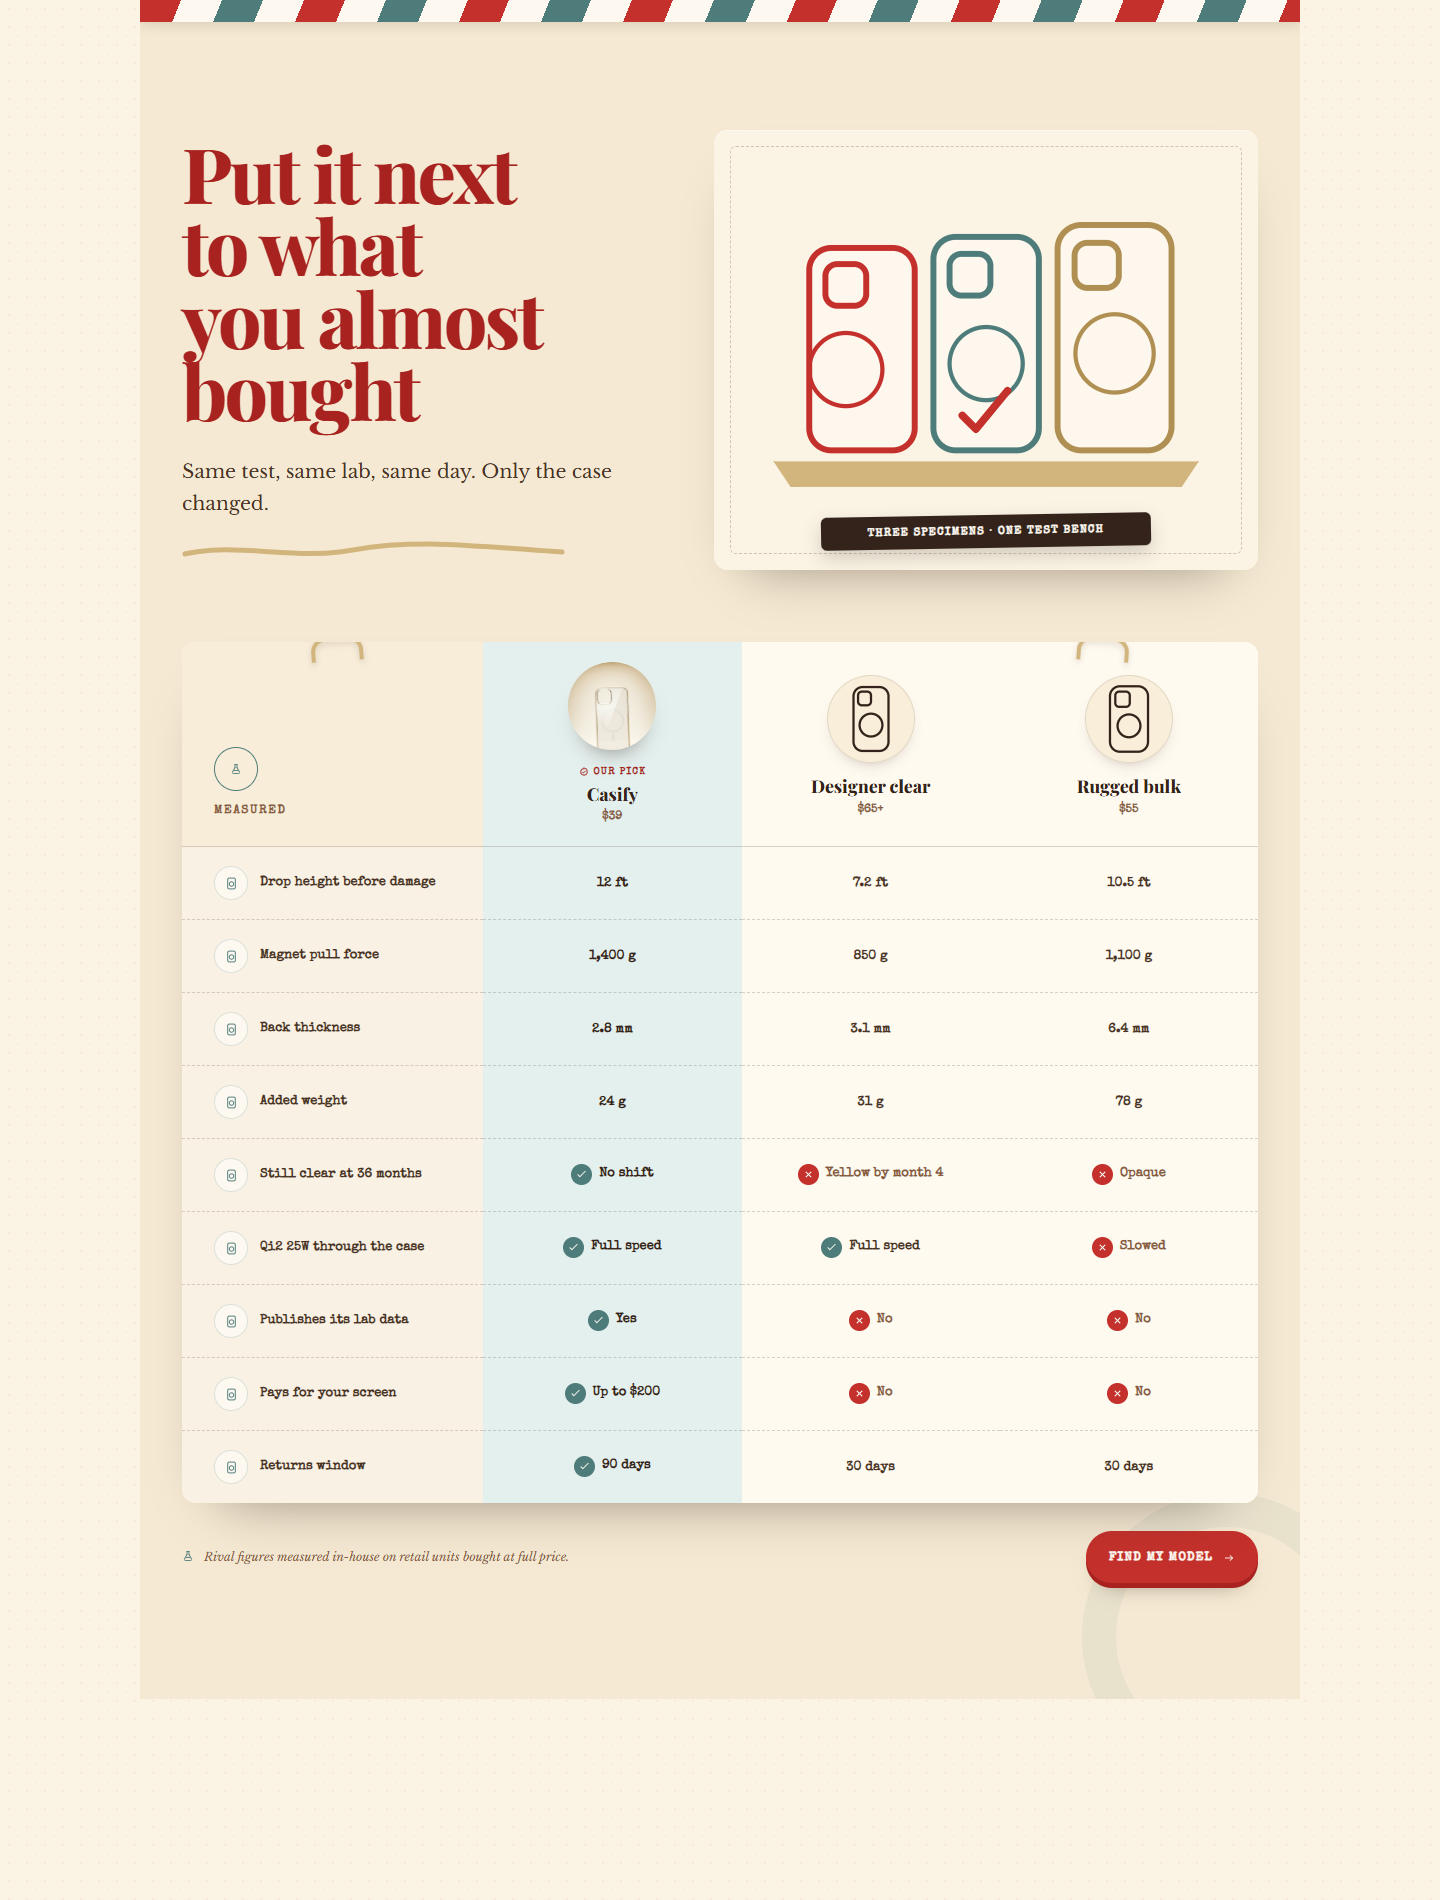 Put it next
to what
you almost
bought
Same test, same lab, same day. Only the case
changed.
THREE SPECIMENS · ONE TEST BENCH
MEASURED
OUR PICK
Casify
$39
Designer clear
$65+
Rugged bulk
$55
Drop height before damage
12 ft
7.2 ft
10.5 ft
Magnet pull force
1,400 g
850 g
1,100 g
Back thickness
2.8 mm
3.1 mm
6.4 mm
Added weight
24 g
31 g
78 g
Still clear at 36 months
No shift
Yellow by month 4
Opaque
Qi2 25W through the case
Full speed
Full speed
Slowed
Publishes its lab data
Yes
No
No
Pays for your screen
Up to $200
No
No
Returns window
90 days
30 days
30 days
Rival figures measured in-house on retail units bought at full price.
FIND MY MODEL →